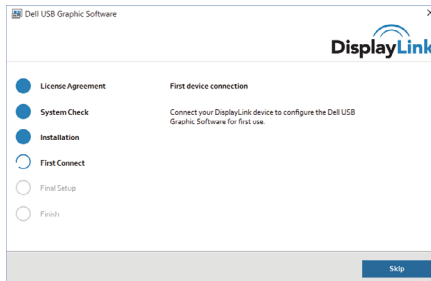 Dell USB Graphic Software
DisplayLink
License Agreement
First device connection
System Check
Connect your DisplayLink device to configure the Dell USB
Graphic Software for first use.
Installation
First Connect
Final Setup
Finish
Skip